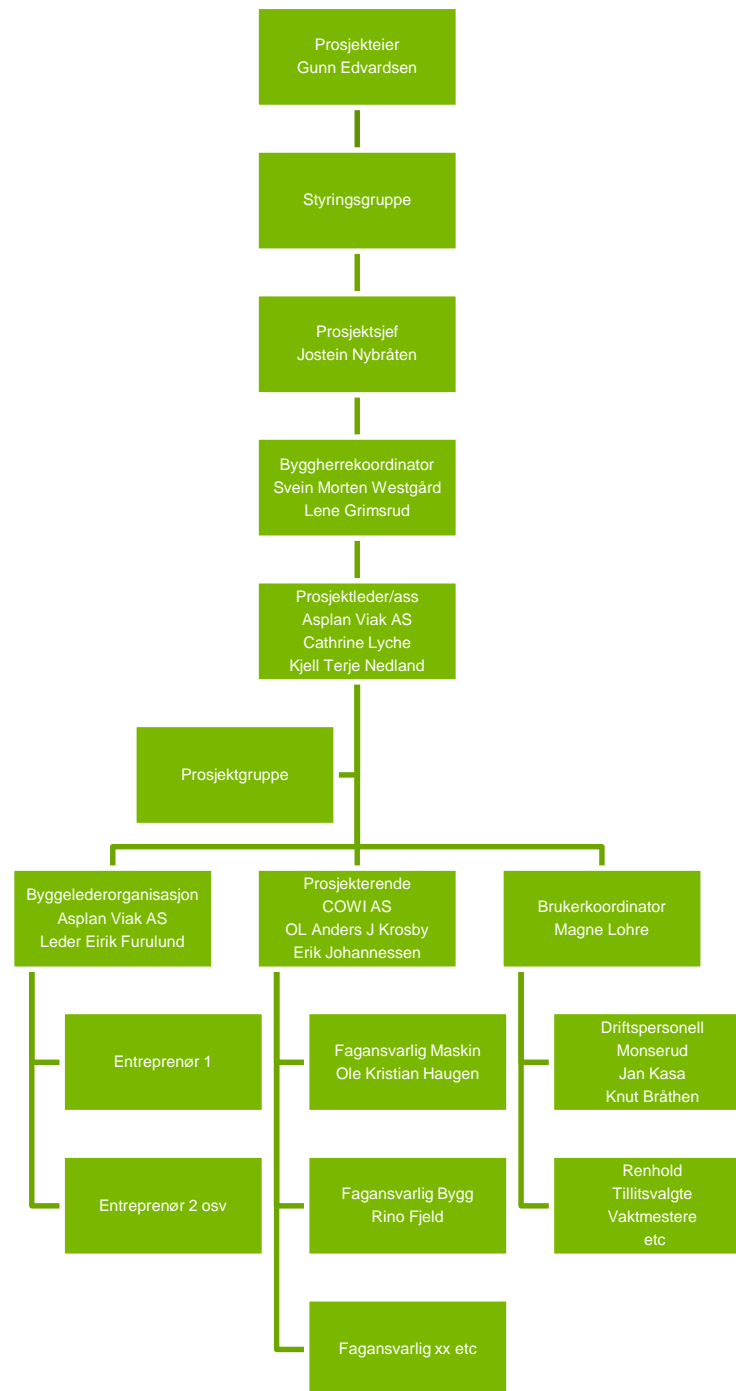 Prosjekteier
Gunn Edvardsen
Styringsgruppe
Prosjektsjef
Jostein Nybråten
Byggherrekoordinator
Svein Morten Westgård
Lene Grimsrud
Prosjektleder/ass
Asplan Viak AS
Cathrine Lyche
Kjell Terje Nedland
Prosjektgruppe
Byggelederorganisasjon
Asplan Viak AS
Leder Eirik Furulund
Entreprenør 1
Entreprenør 2 osv
Prosjekterende
COWI AS
OL Anders J Krosby
Erik Johannessen
Fagansvarlig Maskin
Ole Kristian Haugen
Fagansvarlig Bygg
Rino Fjeld
Fagansvarlig xx etc
Brukerkoordinator
Magne Lohre
Driftspersonell
Monserud
Jan Kasa
Knut Bråthen
Renhold
Tillitsvalgte
Vaktmestere
etc